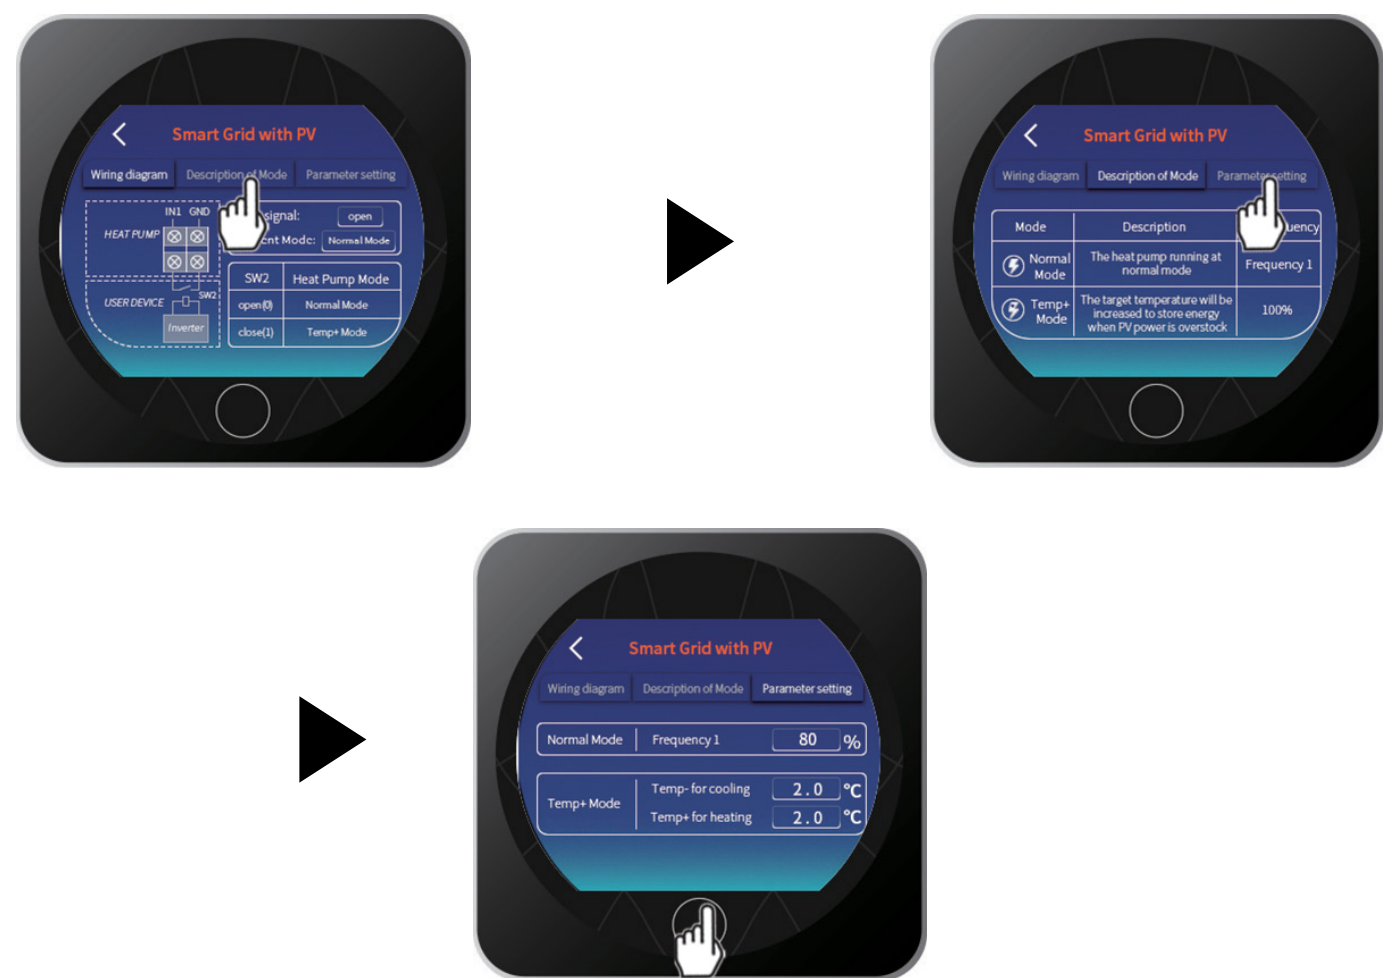 Smart Grid with PV
Wiring diagram Description of Mode Parameter setting
IN1 GND
HEAT PUMP
SW2
USER DEVICE
Inverter
signal: open
Mode: Normal Mode
SW2 Heat Pump Mode
open(0) Normal Mode
close(1) Temp+ Mode
Smart Grid with PV
Wiring diagram Description of Mode Parameter setting
Mode Description
Normal Mode The heat pump running at normal mode Frequency 1
Temp+ Mode The target temperature will be increased to store energy when PV power is overstock 100%
Smart Grid with PV
Wiring diagram Description of Mode Parameter setting
Normal Mode Frequency 1 80 %
Temp+ Mode
Temp- for cooling 2.0 °C
Temp+ for heating 2.0 °C